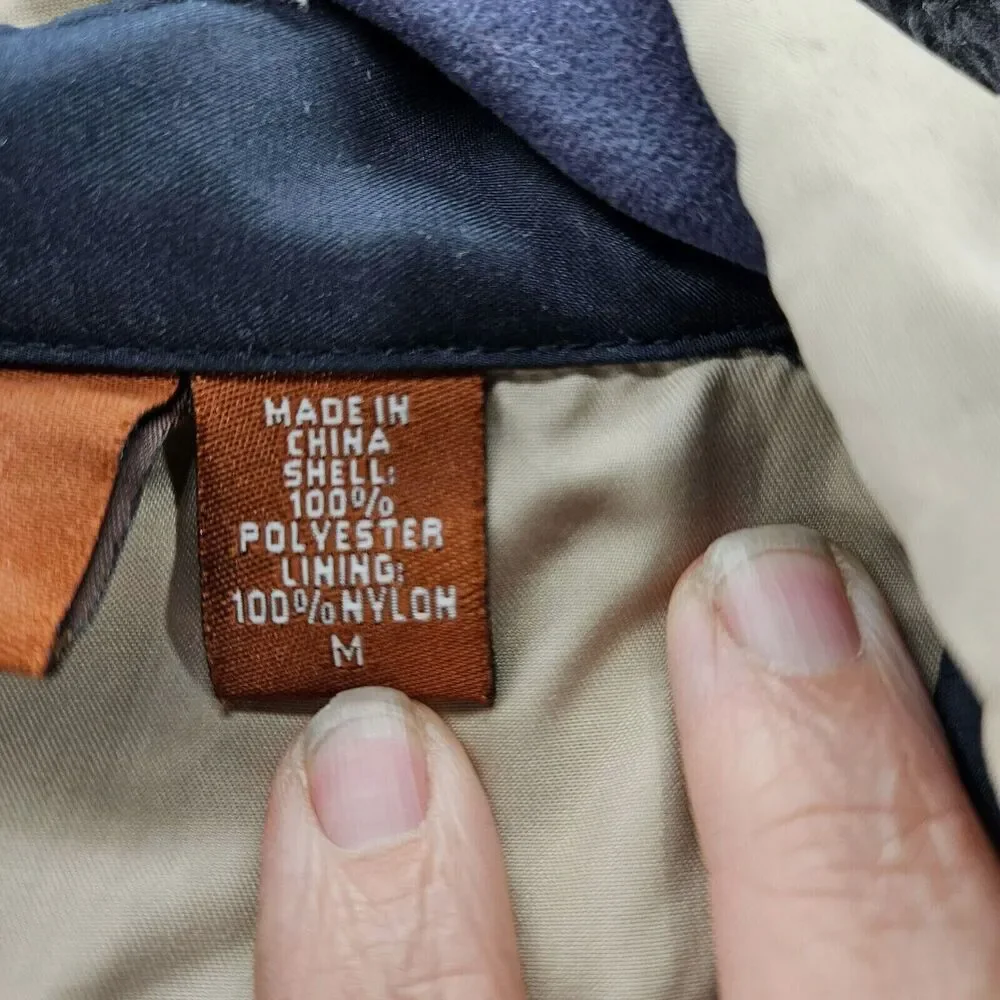 MADE IN
CHINA
SHELL:
100%
POLYESTER
LINING:
100% NYLON
M